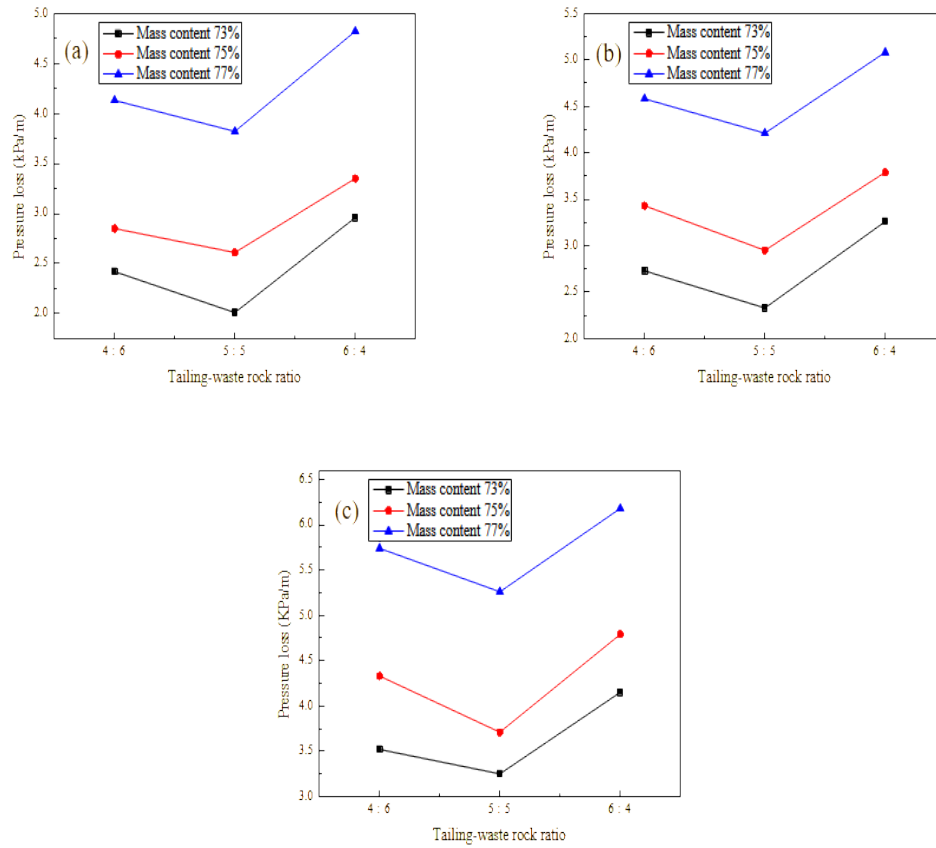 (a)
Mass content 73%
Mass content 75%
Mass content 77%
Pressure loss (kPa/m)
5.0
4.5
4.0
3.5
3.0
2.5
2.0
4 : 6
5 : 5
6 : 4
Tailing-waste rock ratio
(b)
Mass content 73%
Mass content 75%
Mass content 77%
Pressure loss (kPa/m)
5.5
5.0
4.5
4.0
3.5
3.0
2.5
2.0
4 : 6
5 : 5
6 : 4
Tailing-waste rock ratio
(c)
Mass content 73%
Mass content 75%
Mass content 77%
Pressure loss (KPa/m)
6.5
6.0
5.5
5.0
4.5
4.0
3.5
3.0
4 : 6
5 : 5
6 : 4
Tailing-waste rock ratio